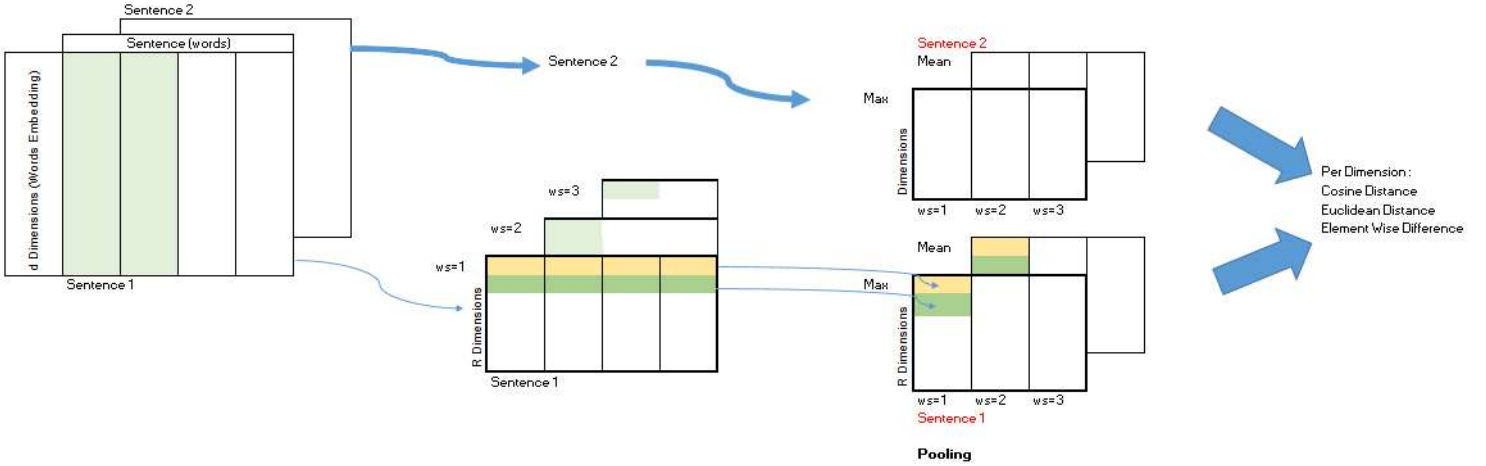 Sentence 2
Sentence (words)
d Dimensions (Words Embedding)
Sentence 1
Sentence 2
ws=3
ws=2
ws=1
R Dimensions
Sentence 1
Sentence 2
Mean
Max
Dimensions
ws=1 ws=2 ws=3
Mean
Max
R Dimensions
ws=1 ws=2 ws=3
Sentence 1
Pooling
Per Dimension :
Cosine Distance
Euclidean Distance
Element Wise Difference